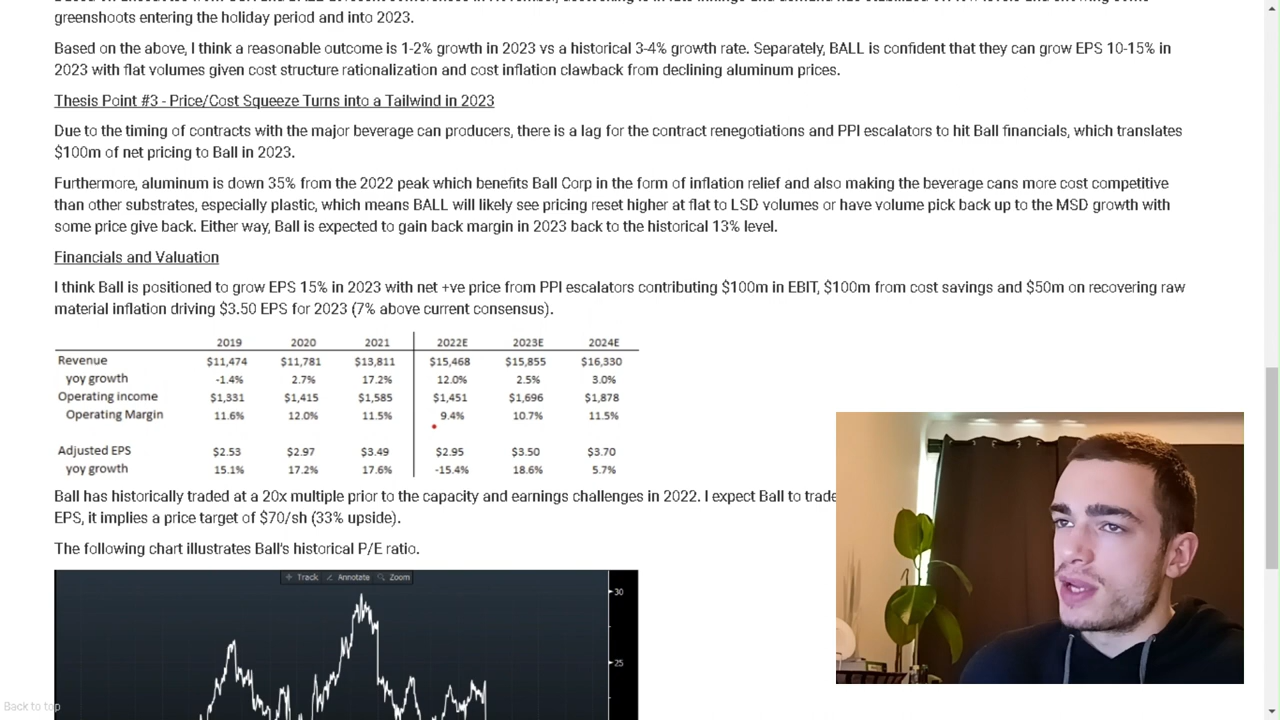 greenshoots entering the holiday period and into 2023.
Based on the above, I think a reasonable outcome is 1-2% growth in 2023 vs a historical 3-4% growth rate. Separately, BALL is confident that they can grow EPS 10-15% in
2023 with flat volumes given cost structure rationalization and cost inflation clawback from declining aluminum prices.
Thesis Point #3 - Price/Cost Squeeze Turns into a Tailwind in 2023
Due to the timing of contracts with the major beverage can producers, there is a lag for the contract renegotiations and PPI escalators to hit Ball financials, which translates
$100m of net pricing to Ball in 2023.
Furthermore, aluminum is down 35% from the 2022 peak which benefits Ball Corp in the form of inflation relief and also making the beverage cans more cost competitive
than other substrates, especially plastic, which means BALL will likely see pricing reset higher at flat to LSD volumes or have volume pick back up to the MSD growth with
some price give back. Either way, Ball is expected to gain back margin in 2023 back to the historical 13% level.
Financials and Valuation
I think Ball is positioned to grow EPS 15% in 2023 with net +ve price from PPI escalators contributing $100m in EBIT, $100m from cost savings and $50m on recovering raw
material inflation driving $3.50 EPS for 2023 (7% above current consensus).
2019 2020 2021 2022E 2023E 2024E
Revenue $11,474 $11,781 $13,811 $15,468 $15,855 $16,330
yoy growth -1.4% 2.7% 17.2% 12.0% 2.5% 3.0%
Operating income $1,331 $1,415 $1,585 $1,451 $1,696 $1,878
Operating Margin 11.6% 12.0% 11.5% 9.4% 10.7% 11.5%
Adjusted EPS $2.53 $2.97 $3.49 $2.95 $3.50 $3.70
yoy growth 15.1% 17.2% 17.6% -15.4% 18.6% 5.7%
Ball has historically traded at a 20x multiple prior to the capacity and earnings challenges in 2022. I expect Ball to trade
EPS, it implies a price target of $70/sh (33% upside).
The following chart illustrates Ball's historical P/E ratio.
Track Annotate Zoom
30
25
Back to top